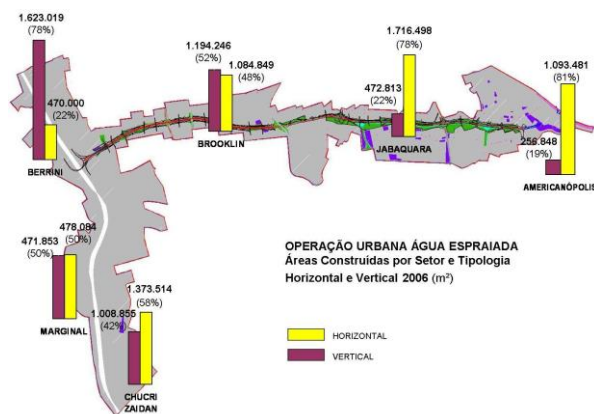 1.623.019
(78%)
470.000
(22%)
BERRINI
1.194.246
(52%)
1.084.849
(48%)
BROOKLIN
1.716.498
(78%)
472.813
(22%)
JABAQUARA
1.093.481
(81%)
256.848
(19%)
AMERICANÓPOLIS
478.084
(50%)
471.853
(50%)
MARGINAL
1.373.514
(58%)
1.008.855
(42%)
CHUCRI
ZAIDAN
OPERAÇÃO URBANA ÁGUA ESPRAIADA
Áreas Construídas por Setor e Tipologia
Horizontal e Vertical 2006 (m²)
HORIZONTAL
VERTICAL